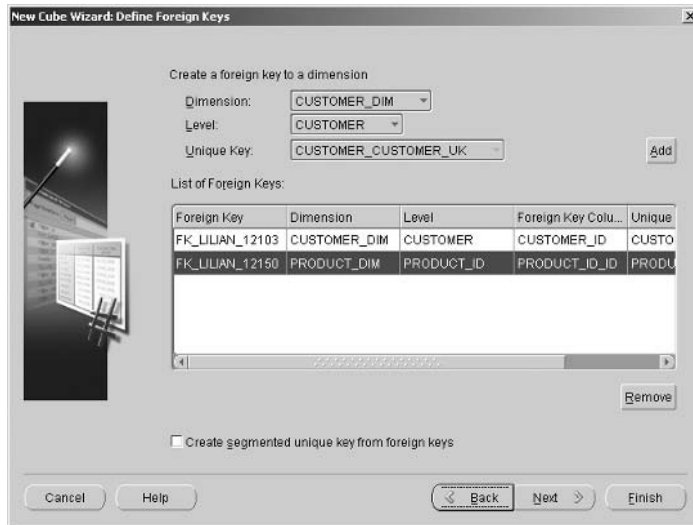 New Cube Wizard: Define Foreign Keys
Create a foreign key to a dimension
Dimension: CUSTOMER_DIM
Level: CUSTOMER
Unique Key: CUSTOMER_CUSTOMER_UK
Add
List of Foreign Keys:
Foreign Key Dimension Level Foreign Key Colu... Unique
FK_LILIAN_12103 CUSTOMER_DIM CUSTOMER CUSTOMER_ID CUSTO
FK_LILIAN_12150 PRODUCT_DIM PRODUCT_ID PRODUCT_ID_ID PRODU
Remove
Create segmented unique key from foreign keys
Cancel Help Back Next Finish